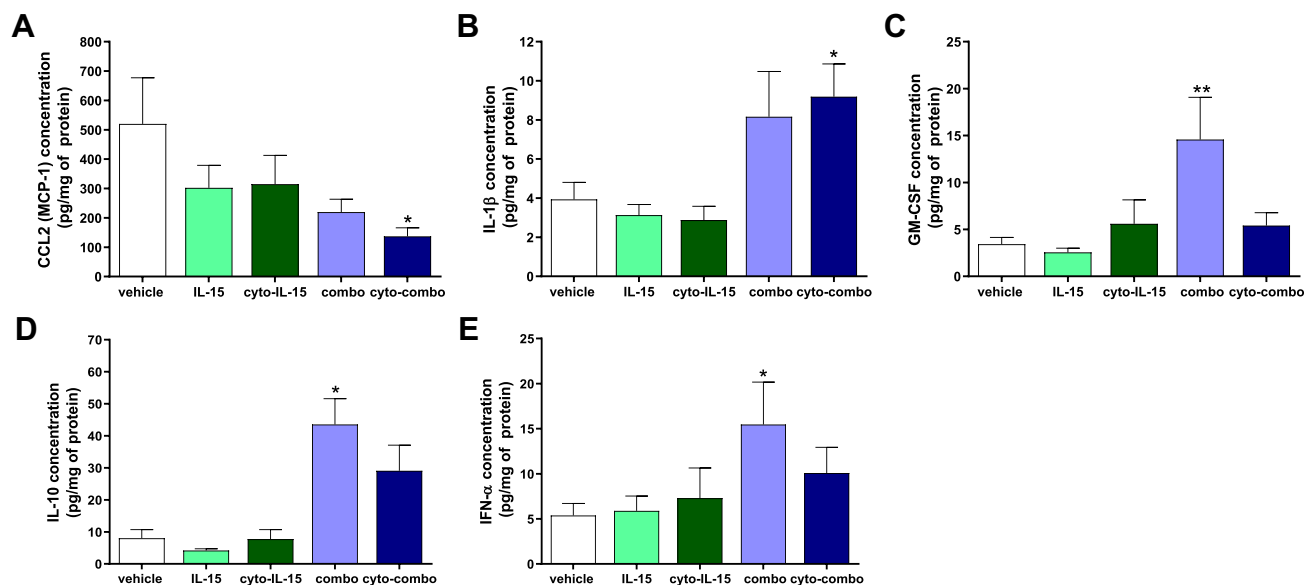 A
CCL2 (MCP-1) concentration
(pg/mg of protein)
800
700
600
500
400
300
200
100
0
*
vehicle IL-15 cyto-IL-15 combo cyto-combo
B
IL-1β concentration
(pg/mg of protein)
12
10
8
6
4
2
0
*
vehicle IL-15 cyto-IL-15 combo cyto-combo
C
GM-CSF concentration
(pg/mg of protein)
25
20
15
10
5
0
**
vehicle IL-15 cyto-IL-15 combo cyto-combo
D
IL-10 concentration
(pg/mg of protein)
70
60
50
40
30
20
10
0
*
vehicle IL-15 cyto-IL-15 combo cyto-combo
E
IFN-α concentration
(pg/mg of protein)
25
20
15
10
5
0
*
vehicle IL-15 cyto-IL-15 combo cyto-combo